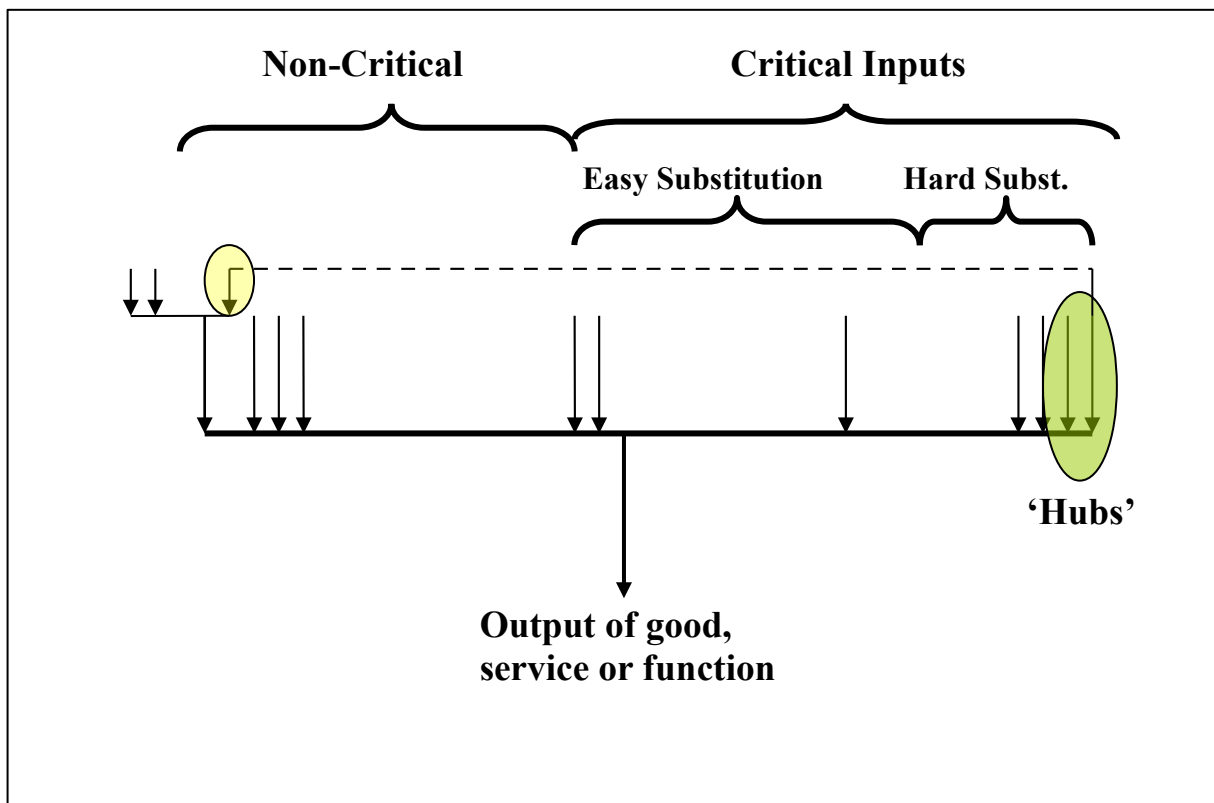 Non-Critical
Critical Inputs
Easy Substitution
Hard Subst.
‘Hubs’
Output of good,
service or function